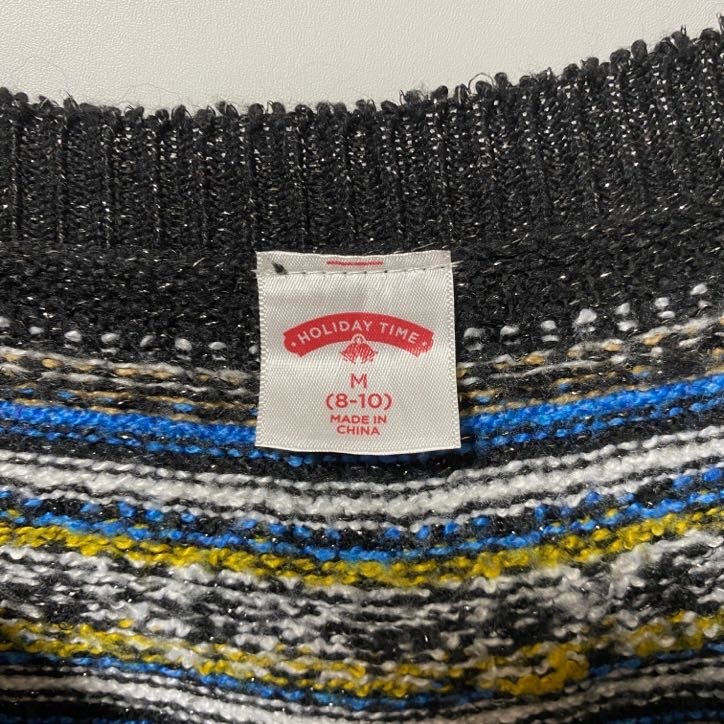 HOLIDAY TIME
M
(8-10)
MADE IN
CHINA